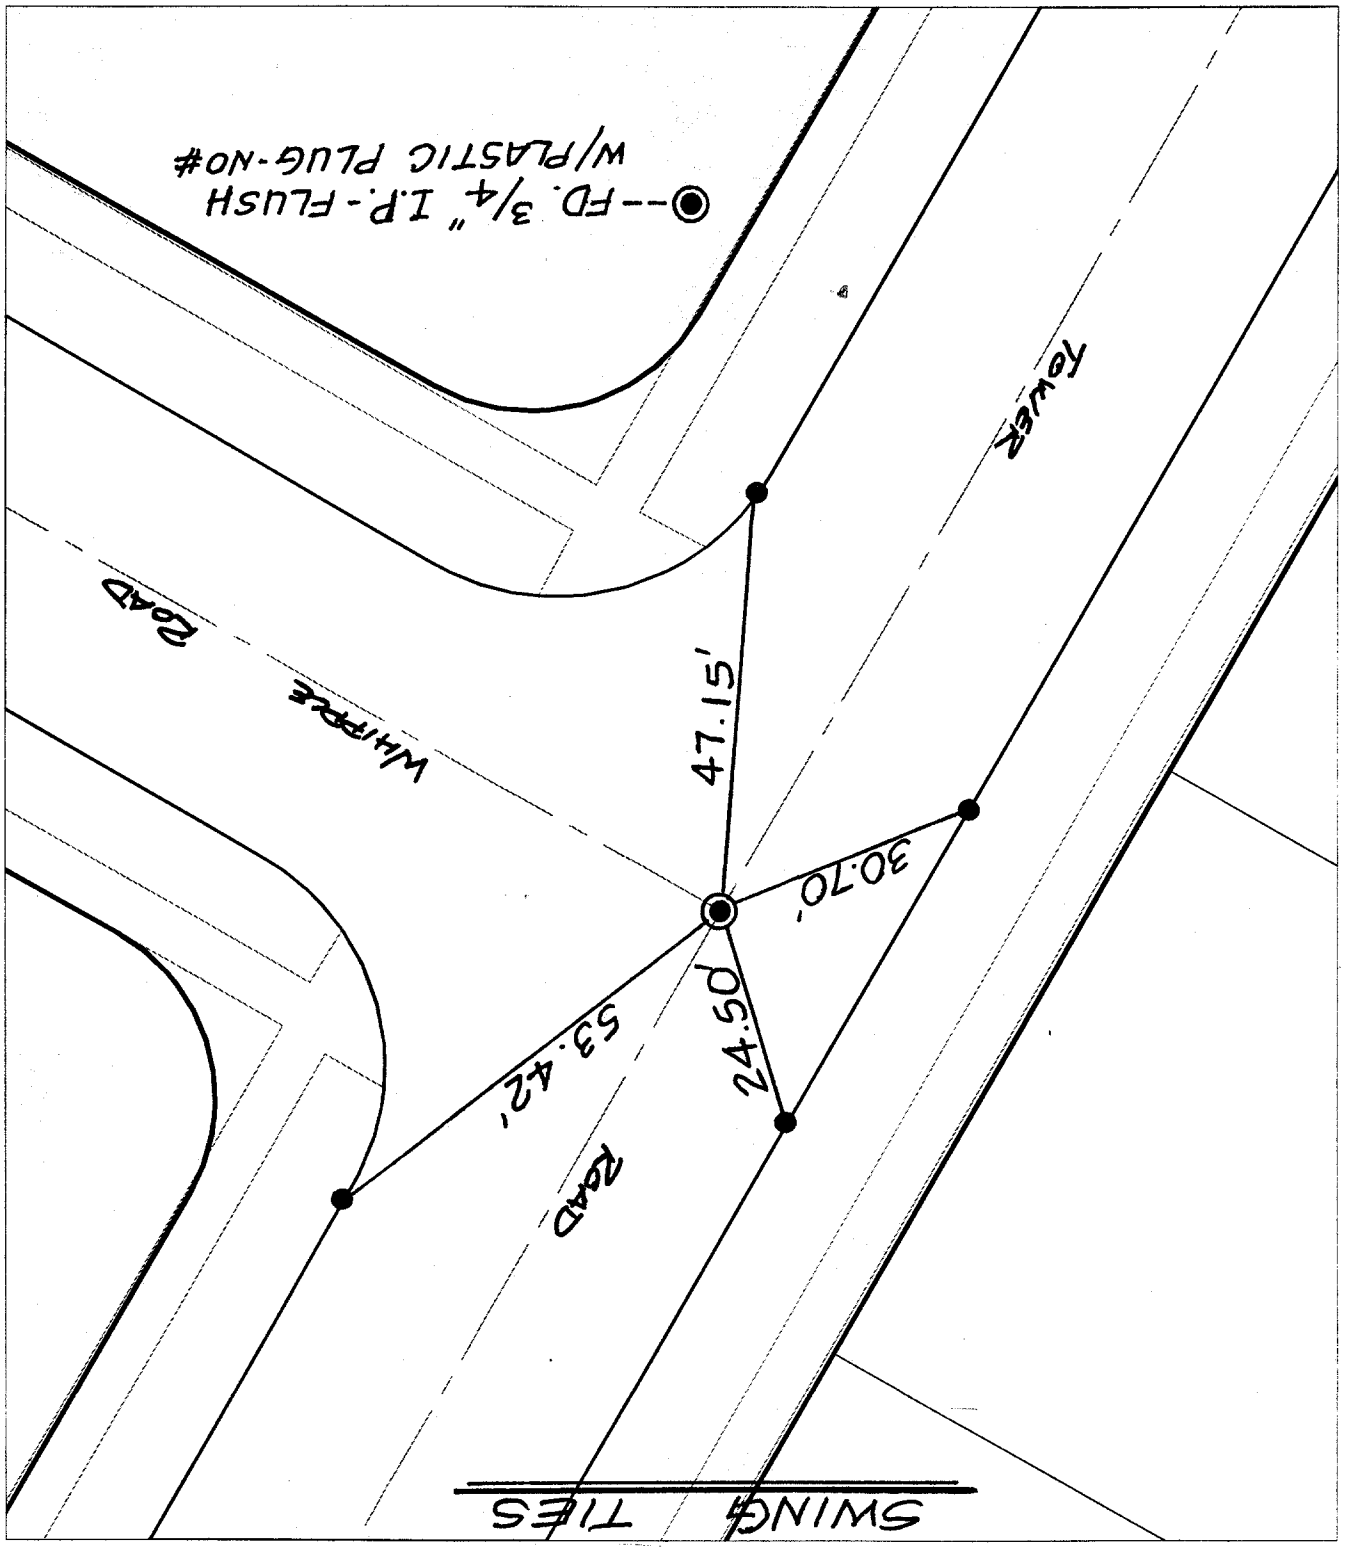 SWING TIES
ROAD
24.50'
53.42'
30.70'
47.15'
WHIPPLE
ROAD
TOWER
--FD. 3/4" I.P.-FLUSH
W/PLASTIC PLUG-NO#